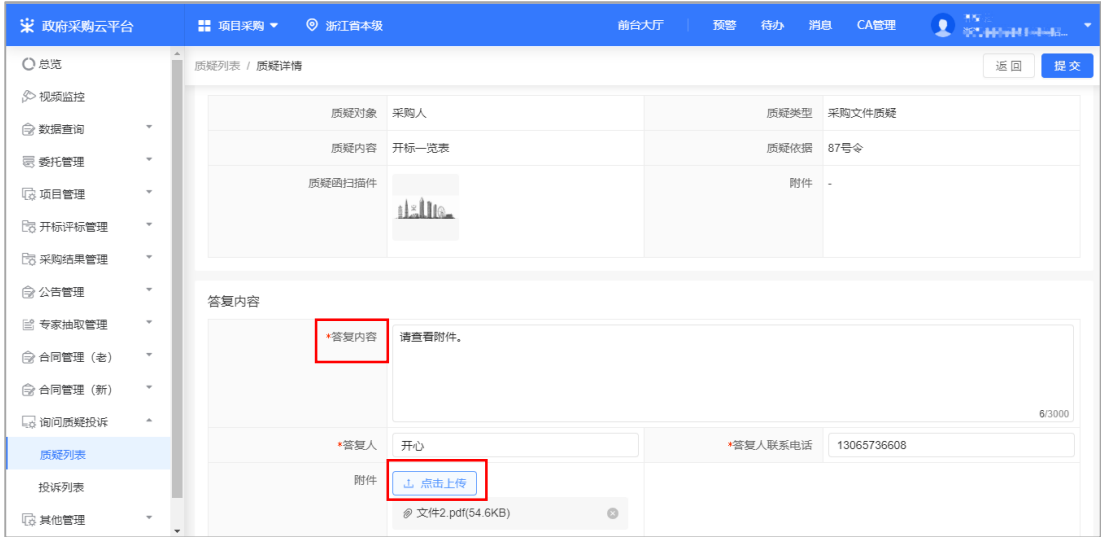 政府采购云平台 项目采购 浙江省本级 前台大厅 预警 待办 消息 CA管理
总览
视频监控
数据查询
委托管理
项目管理
开标评标管理
采购结果管理
公告管理
专家抽取管理
合同管理（老）
合同管理（新）
询问质疑投诉
质疑列表
投诉列表
其他管理
质疑列表 / 质疑详情 返回 提交
质疑对象 采购人 质疑类型 采购文件质疑
质疑内容 开标一览表 质疑依据 87号令
质疑函扫描件 附件 -
答复内容
*答复内容 请查看附件。
6/3000
*答复人 开心 *答复人联系电话 13065736608
附件 点击上传
文件2.pdf(54.6KB)